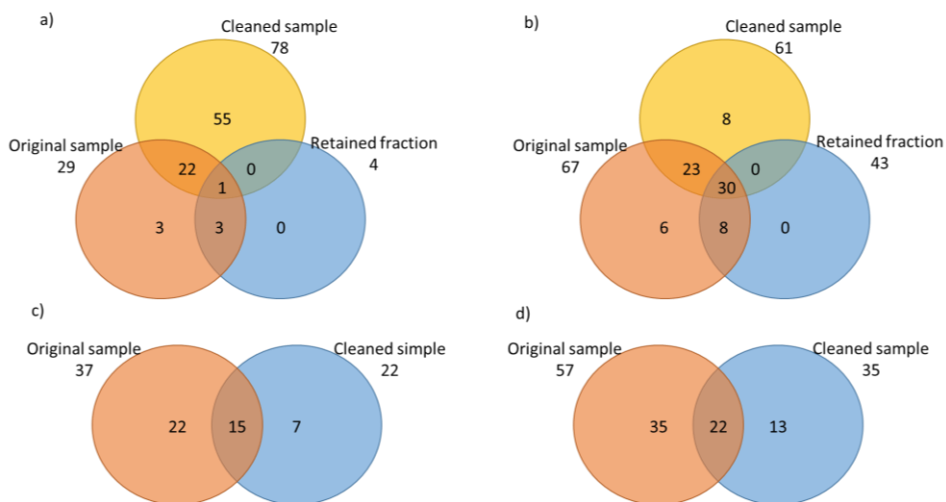 a)
Cleaned sample
78
55
Original sample
29
Retained fraction
4
22
0
1
3
3
0
b)
Cleaned sample
61
8
Original sample
67
Retained fraction
43
23
0
30
6
8
0
c)
Original sample
37
Cleaned simple
22
22
15
7
d)
Original sample
57
Cleaned sample
35
35
22
13